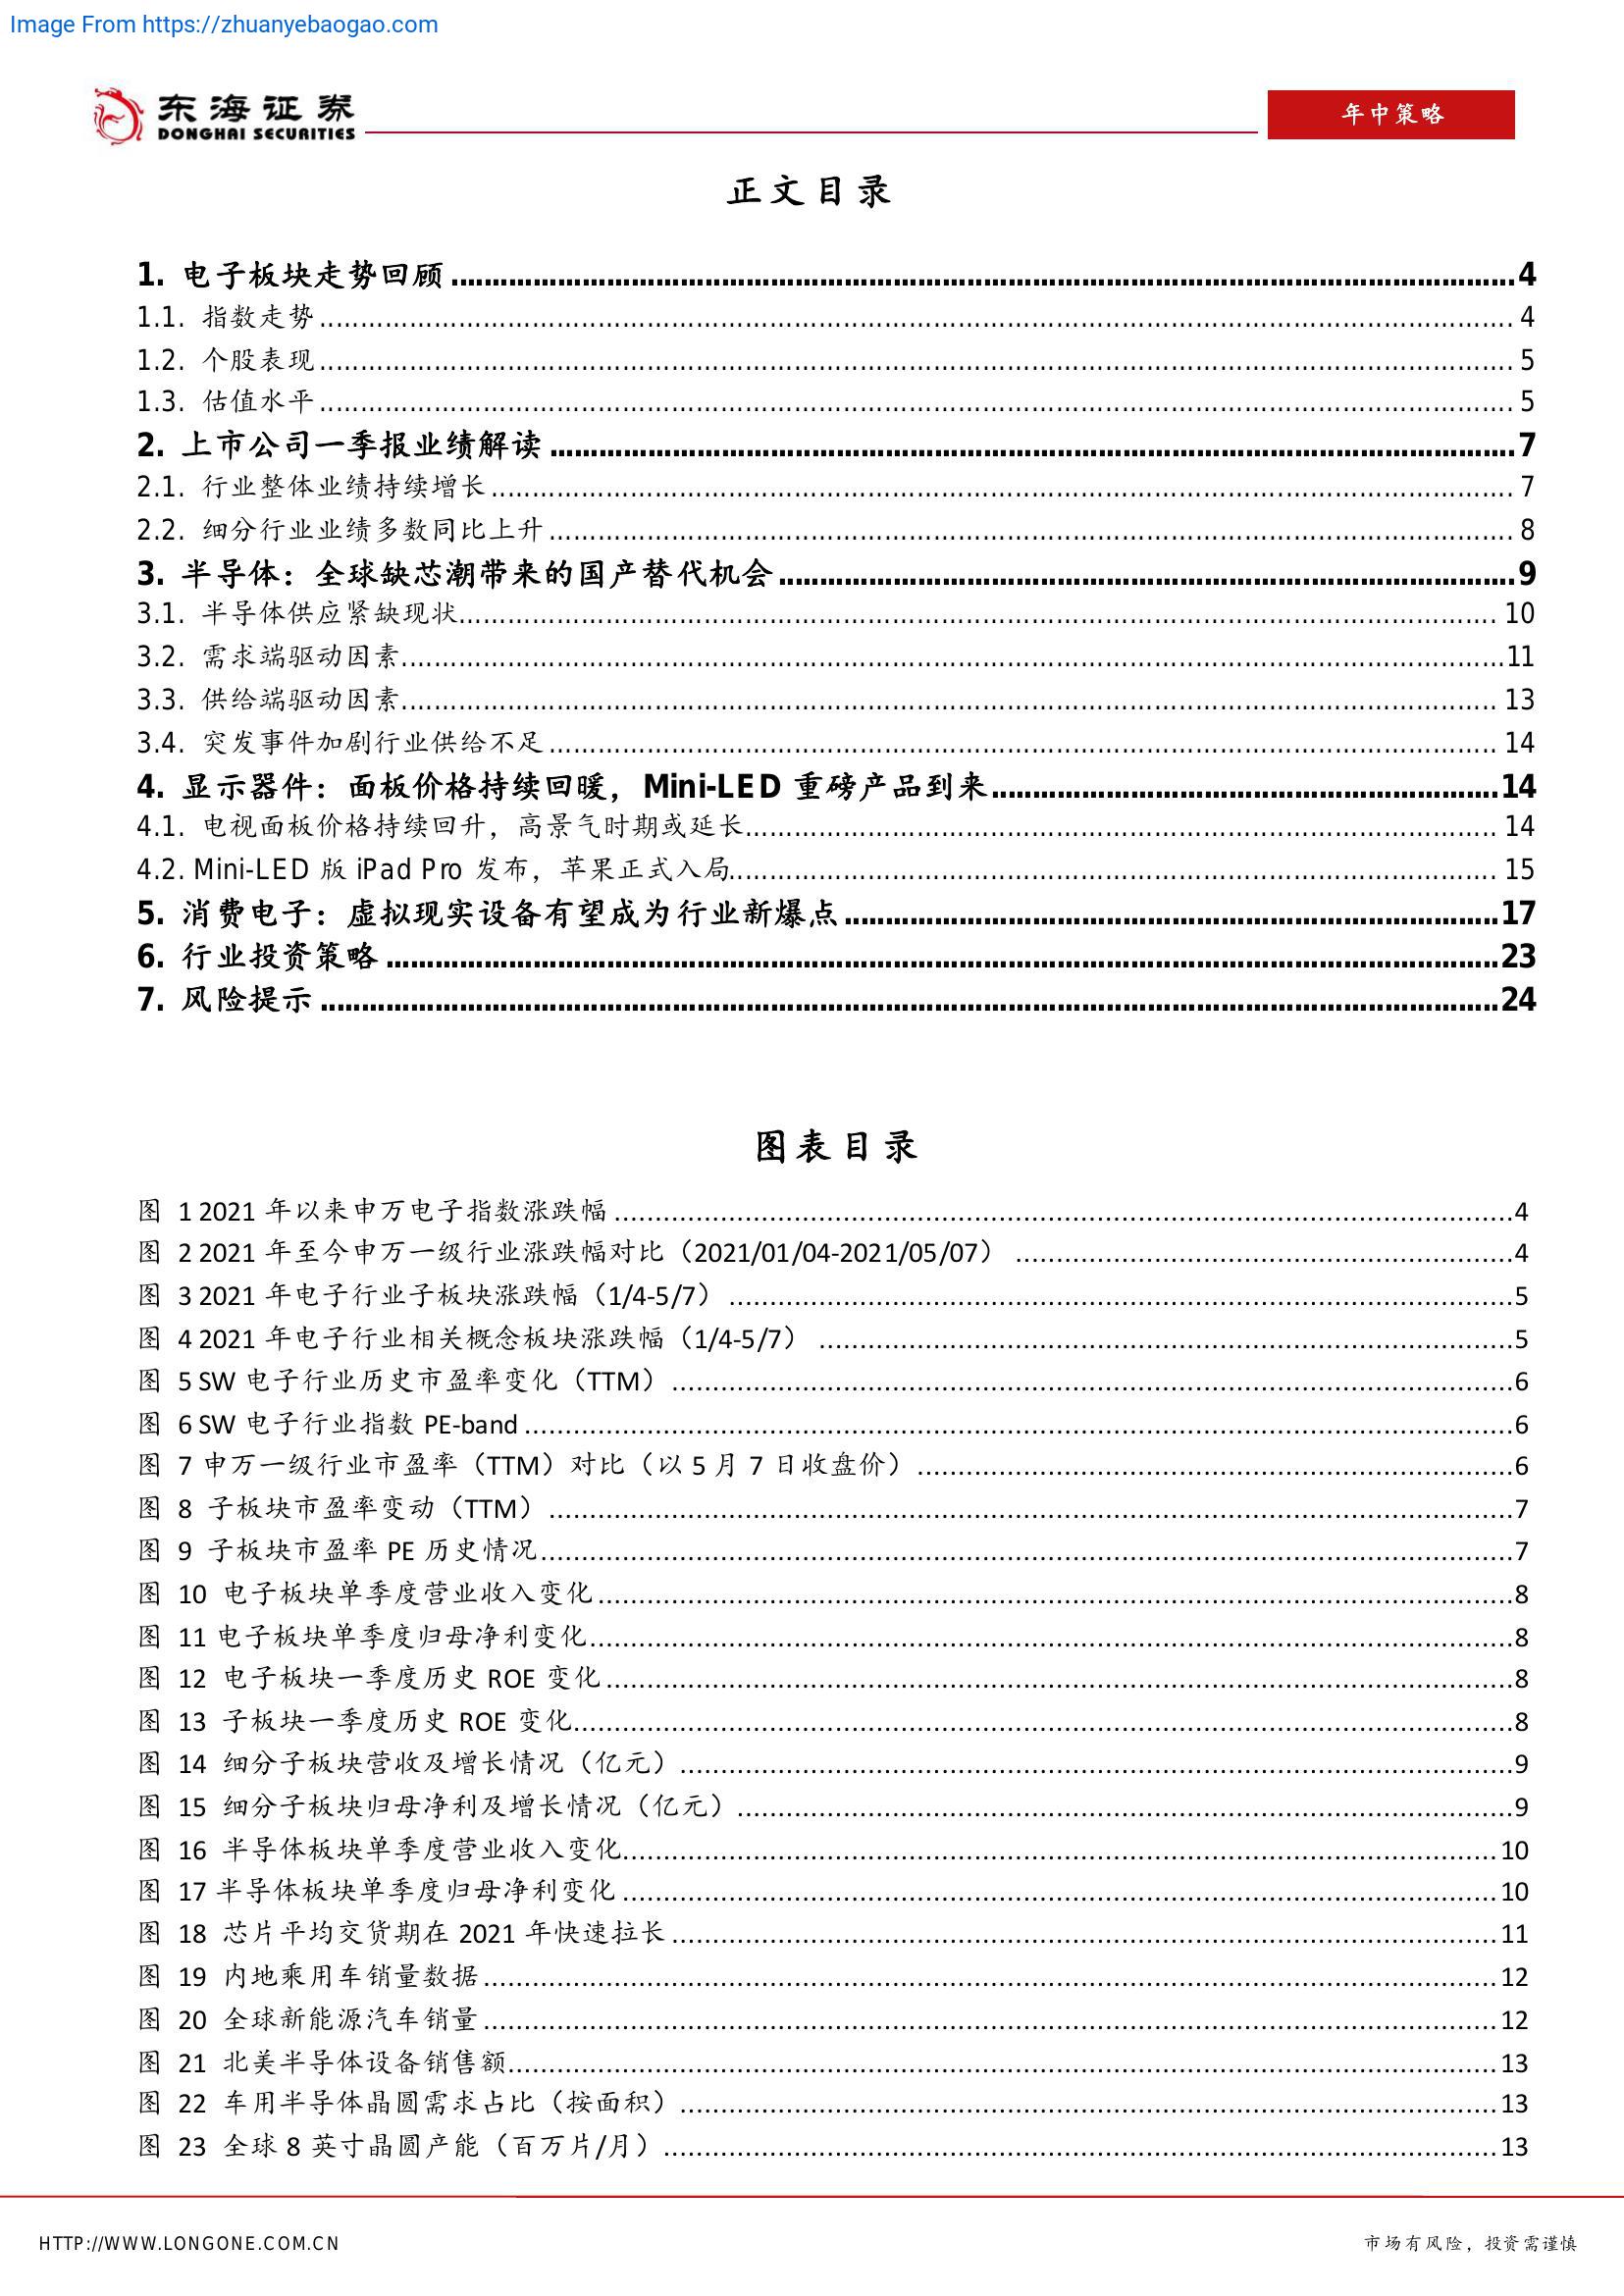 Image From https://zhuanyebaogao.com
东海证券
DONGHAI SECURITIES
年中策略
正文目录
1. 电子板块走势回顾 ........ 4
1.1. 指数走势 ........ 4
1.2. 个股表现 ........ 5
1.3. 估值水平 ........ 5
2. 上市公司一季报业绩解读 ........ 7
2.1. 行业整体业绩持续增长 ........ 7
2.2. 细分行业业绩多数同比上升 ........ 8
3. 半导体：全球缺芯潮带来的国产替代机会 ........ 9
3.1. 半导体供应紧缺现状 ........ 10
3.2. 需求端驱动因素 ........ 11
3.3. 供给端驱动因素 ........ 13
3.4. 突发事件加剧行业供给不足 ........ 14
4. 显示器件：面板价格持续回暖，Mini-LED 重磅产品到来 ........ 14
4.1. 电视面板价格持续回升，高景气时期或延长 ........ 14
4.2. Mini-LED 版 iPad Pro 发布，苹果正式入局 ........ 15
5. 消费电子：虚拟现实设备有望成为行业新爆点 ........ 17
6. 行业投资策略 ........ 23
7. 风险提示 ........ 24
图表目录
图 1 2021 年以来申万电子指数涨跌幅 ........ 4
图 2 2021 年至今申万一级行业涨跌幅对比（2021/01/04-2021/05/07） ........ 4
图 3 2021 年电子行业子板块涨跌幅（1/4-5/7） ........ 5
图 4 2021 年电子行业相关概念板块涨跌幅（1/4-5/7） ........ 5
图 5 SW 电子行业历史市盈率变化（TTM） ........ 6
图 6 SW 电子行业指数 PE-band ........ 6
图 7 申万一级行业市盈率（TTM）对比（以 5 月 7 日收盘价） ........ 6
图 8 子板块市盈率变动（TTM） ........ 7
图 9 子板块市盈率 PE 历史情况 ........ 7
图 10 电子板块单季度营业收入变化 ........ 8
图 11 电子板块单季度归母净利变化 ........ 8
图 12 电子板块一季度历史 ROE 变化 ........ 8
图 13 子板块一季度历史 ROE 变化 ........ 8
图 14 细分子板块营收及增长情况（亿元） ........ 9
图 15 细分子板块归母净利及增长情况（亿元） ........ 9
图 16 半导体板块单季度营业收入变化 ........ 10
图 17 半导体板块单季度归母净利变化 ........ 10
图 18 芯片平均交货期在 2021 年快速拉长 ........ 11
图 19 内地乘用车销量数据 ........ 12
图 20 全球新能源汽车销量 ........ 12
图 21 北美半导体设备销售额 ........ 13
图 22 车用半导体晶圆需求占比（按面积） ........ 13
图 23 全球 8 英寸晶圆产能（百万片/月） ........ 13
HTTP://WWW.LONGONE.COM.CN
市场有风险，投资需谨慎